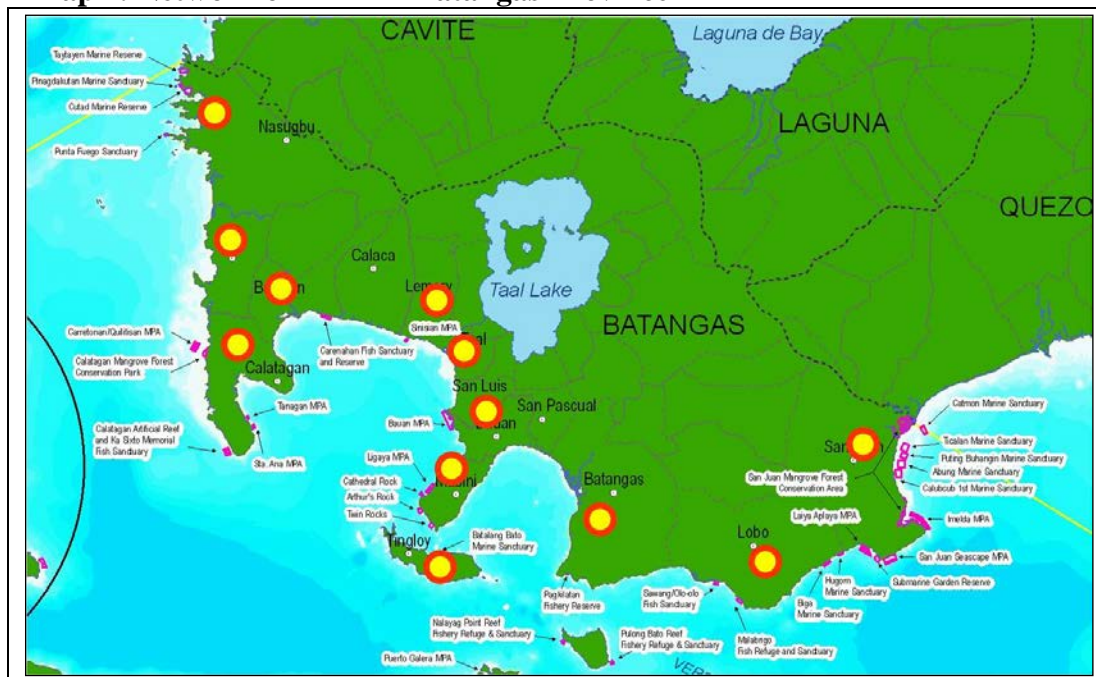 CAVITE
Laguna de Bay
Taytayen Marine Reserve
Pinagdakutan Marine Sanctuary
Cutad Marine Reserve
Nasugbu
LAGUNA
Punta Fuego Sanctuary
QUEZO
Calaca
Taal Lake
BATANGAS
Sinisian MPA
Carretonan/Quilitisan MPA
Carenahan Fish Sanctuary
and Reserve
Calatagan Mangrove Forest
Conservation Park
Calatagan
San Luis
San Pascual
Tanagan MPA
Bauan MPA
Calatagan Artificial Reef
and Ka Sixto Memorial
Fish Sanctuary
Sta. Ana MPA
Catmon Marine Sanctuary
Ticalan Marine Sanctuary
Puting Buhangin Marine Sanctuary
Abung Marine Sanctuary
Calubcub 1st Marine Sanctuary
San Juan Mangrove Forest
Conservation Area
Ligaya MPA
Cathedral Rock
Arthur's Rock
Twin Rocks
Batangas
Laiya Aplaya MPA
Imelda MPA
Tingloy
Batalang Bato
Marine Sanctuary
Lobo
San Juan Seascape MPA
Submarine Garden Reserve
Hugom
Marine Sanctuary
Biga
Marine Sanctuary
Pagkilatan
Fishery Reserve
Sawang/Olo-olo
Fish Sanctuary
Malabrigo
Fish Refuge and Sanctuary
Nalayag Point Reef
Fishery Refuge & Sanctuary
Pulong Bato Reef
Fishery Refuge & Sanctuary
Puerto Galera MPA